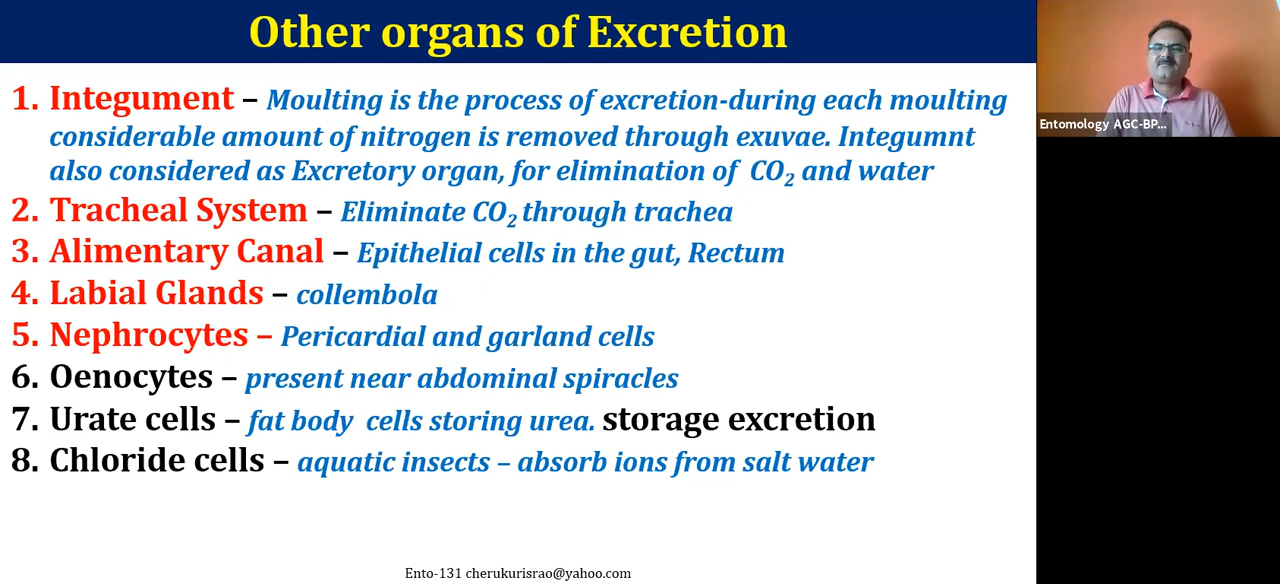 Other organs of Excretion
1. Integument – Moulting is the process of excretion-during each moulting
considerable amount of nitrogen is removed through exuvae. Integumnt
also considered as Excretory organ, for elimination of CO2 and water
2. Tracheal System – Eliminate CO2 through trachea
3. Alimentary Canal – Epithelial cells in the gut, Rectum
4. Labial Glands – collembola
5. Nephrocytes – Pericardial and garland cells
6. Oenocytes – present near abdominal spiracles
7. Urate cells – fat body cells storing urea. storage excretion
8. Chloride cells – aquatic insects – absorb ions from salt water
Ento-131 cherukurisrao@yahoo.com
Entomology AGC-BP...